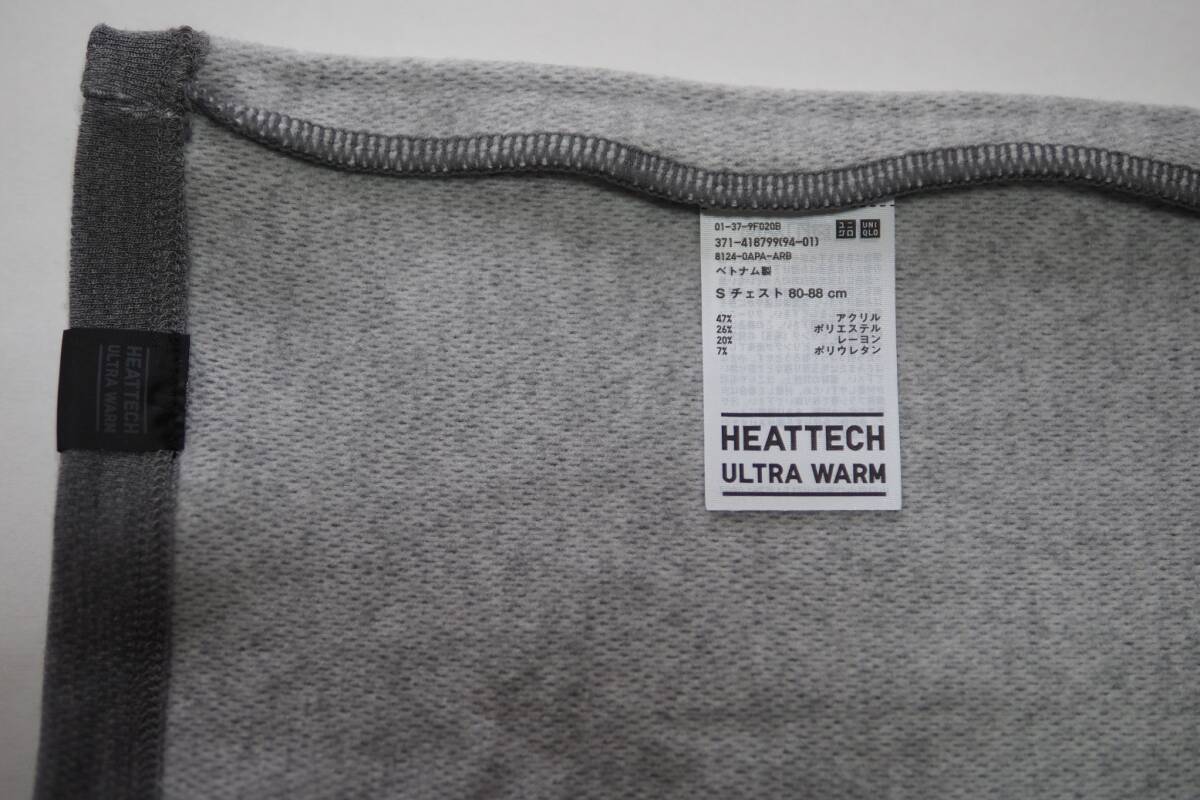 01-37-9F020B
ユニ
クロ
UNI
QLO
371-418799(94-01)
8124-0APA-ARB
ベトナム製
S チェスト 80-88 cm
47% アクリル
26% ポリエステル
20% レーヨン
7% ポリウレタン
HEATTECH
ULTRA WARM
HEATTECH
ULTRA WARM